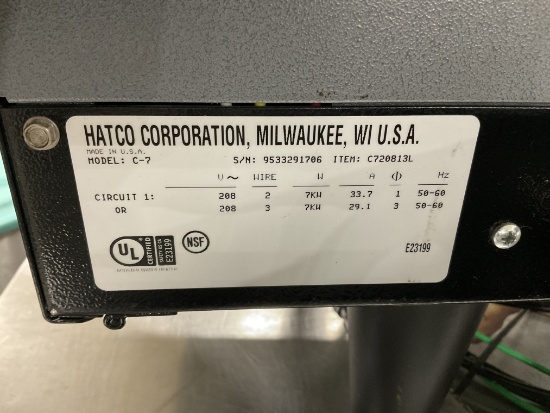 HATCO CORPORATION, MILWAUKEE, WI U.S.A.
MADE IN U.S.A.
MODEL: C-7 S/N: 9533291706 ITEM: C720813L
V~ WIRE W A Φ Hz
CIRCUIT 1: 208 2 7KW 33.7 1 50-60
OR 208 3 7KW 29.1 3 50-60
UL CERTIFIED E23199
NSF
E23199